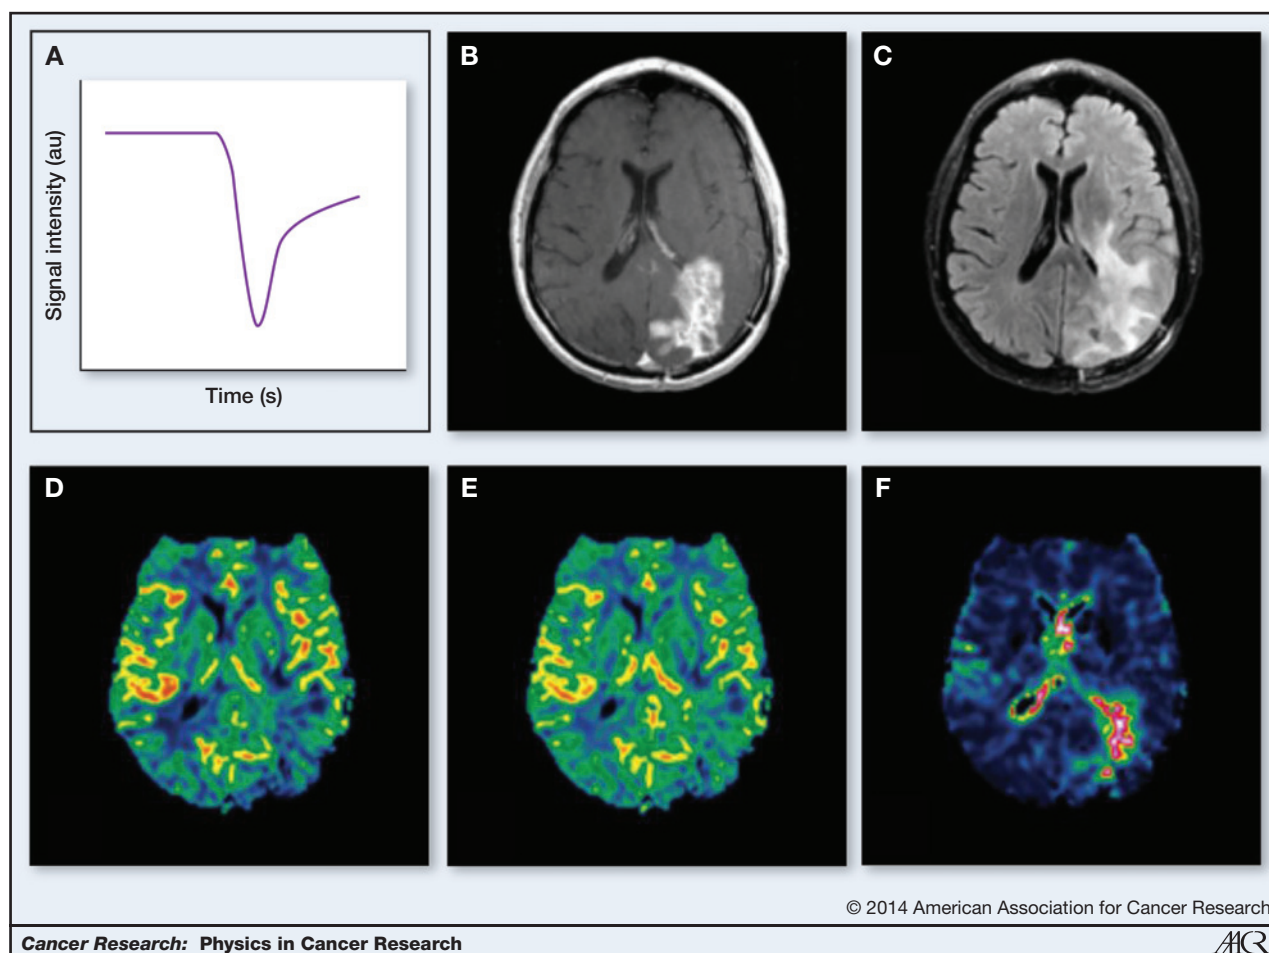 A
B
C
Signal intensity (au)
Time (s)
D
E
F
© 2014 American Association for Cancer Research
Cancer Research: Physics in Cancer Research
AACR